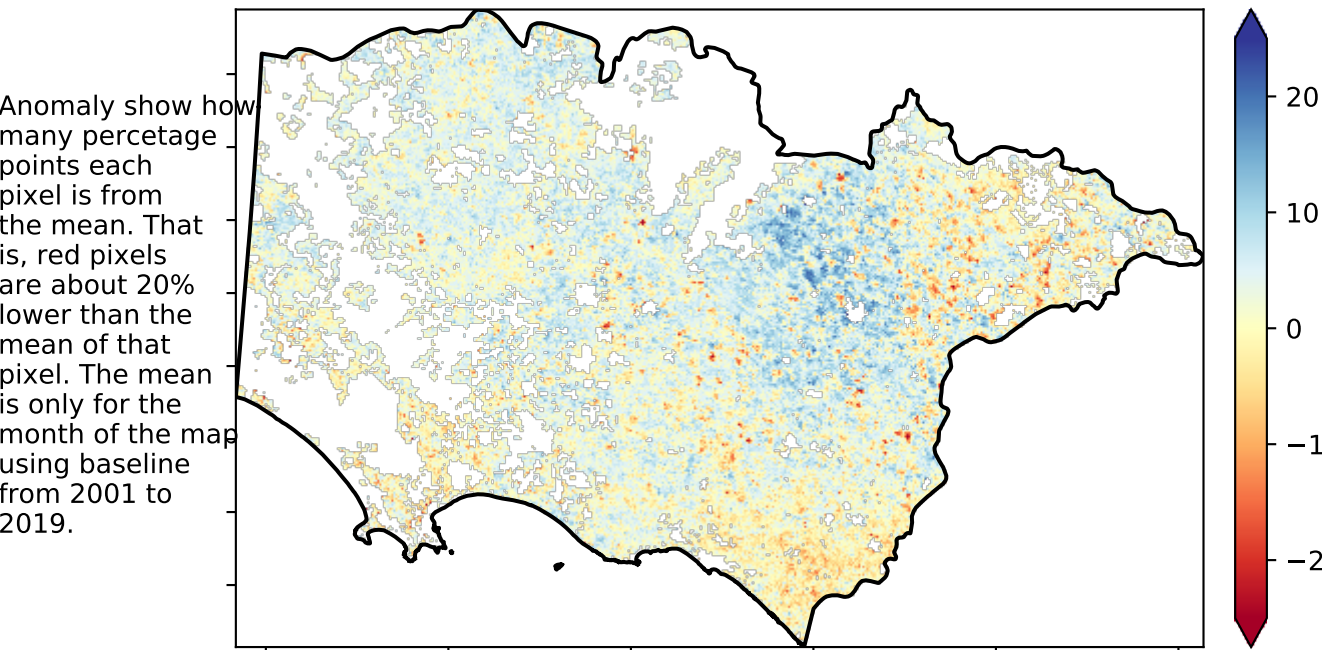 Anomaly show how
many percetage
points each
pixel is from
the mean. That
is, red pixels
are about 20%
lower than the
mean of that
pixel. The mean
is only for the
month of the map
using baseline
from 2001 to
2019.
20
10
0
−1
−2